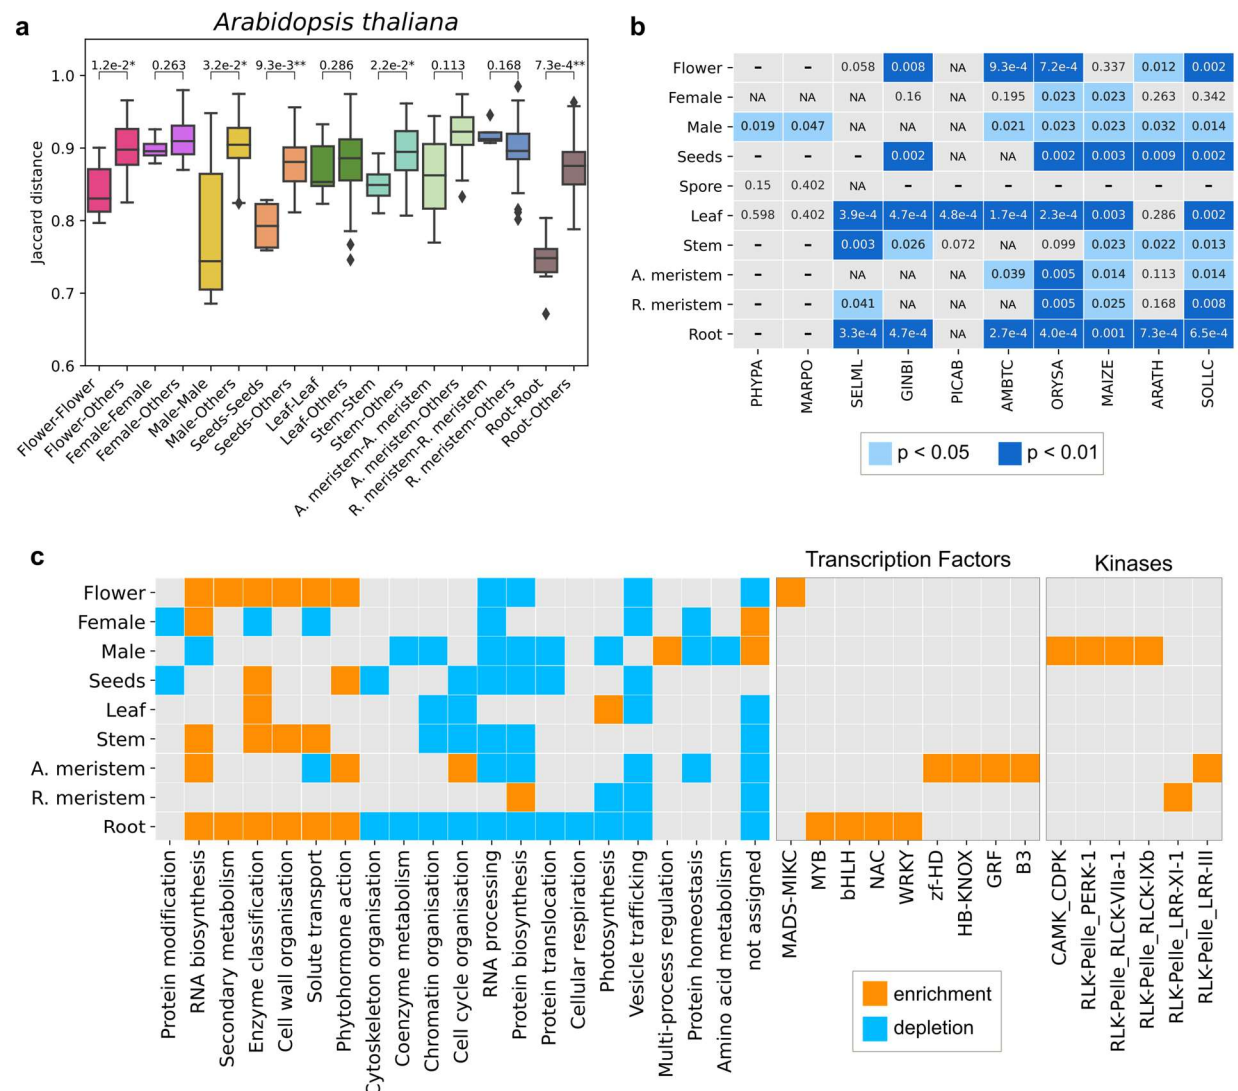 a
Arabidopsis thaliana
1.2e-2* 0.263 3.2e-2* 9.3e-3** 0.286 2.2e-2* 0.113 0.168 7.3e-4**
Jaccard distance
1.0
0.9
0.8
0.7
0.6
Flower-Flower
Flower-Others
Female-Female
Female-Others
Male-Male
Male-Others
Seeds-Seeds
Seeds-Others
Leaf-Leaf
Leaf-Others
Stem-Stem
Stem-Others
A. meristem-A. meristem
A. meristem-Others
R. meristem-R. meristem
R. meristem-Others
Root-Root
Root-Others
b
Flower - - 0.058 0.008 NA 9.3e-4 7.2e-4 0.337 0.012 0.002
Female NA NA NA 0.16 NA 0.195 0.023 0.023 0.263 0.342
Male 0.019 0.047 NA NA NA 0.021 0.023 0.023 0.032 0.014
Seeds - - - 0.002 NA NA 0.002 0.003 0.009 0.002
Spore 0.15 0.402 NA - - - - - - -
Leaf 0.598 0.402 3.9e-4 4.7e-4 4.8e-4 1.7e-4 2.3e-4 0.003 0.286 0.002
Stem - - 0.003 0.026 0.072 NA 0.099 0.023 0.022 0.013
A. meristem - - NA NA NA 0.039 0.005 0.014 0.113 0.014
R. meristem - - 0.041 NA NA NA 0.005 0.025 0.168 0.008
Root - - 3.3e-4 4.7e-4 NA 2.7e-4 4.0e-4 0.001 7.3e-4 6.5e-4
PHYPA
MARPO
SELML
GINBI
PICAB
AMBTC
ORYSA
MAIZE
ARATH
SOLLC
p < 0.05
p < 0.01
c
Transcription Factors
Kinases
Flower
Female
Male
Seeds
Leaf
Stem
A. meristem
R. meristem
Root
Protein modification
RNA biosynthesis
Secondary metabolism
Enzyme classification
Cell wall organisation
Solute transport
Phytohormone action
Cytoskeleton organisation
Coenzyme metabolism
Chromatin organisation
Cell cycle organisation
RNA processing
Protein biosynthesis
Protein translocation
Cellular respiration
Photosynthesis
Vesicle trafficking
Multi-process regulation
Protein homeostasis
Amino acid metabolism
not assigned
MADS-MIKC
MYB
bHLH
NAC
WRKY
zf-HD
HB-KNOX
GRF
B3
CAMK_CDPK
RLK-Pelle_PERK-1
RLK-Pelle_RLCK-VIIa-1
RLK-Pelle_RLCK-IXb
RLK-Pelle_LRR-XI-1
RLK-Pelle_LRR-III
enrichment
depletion